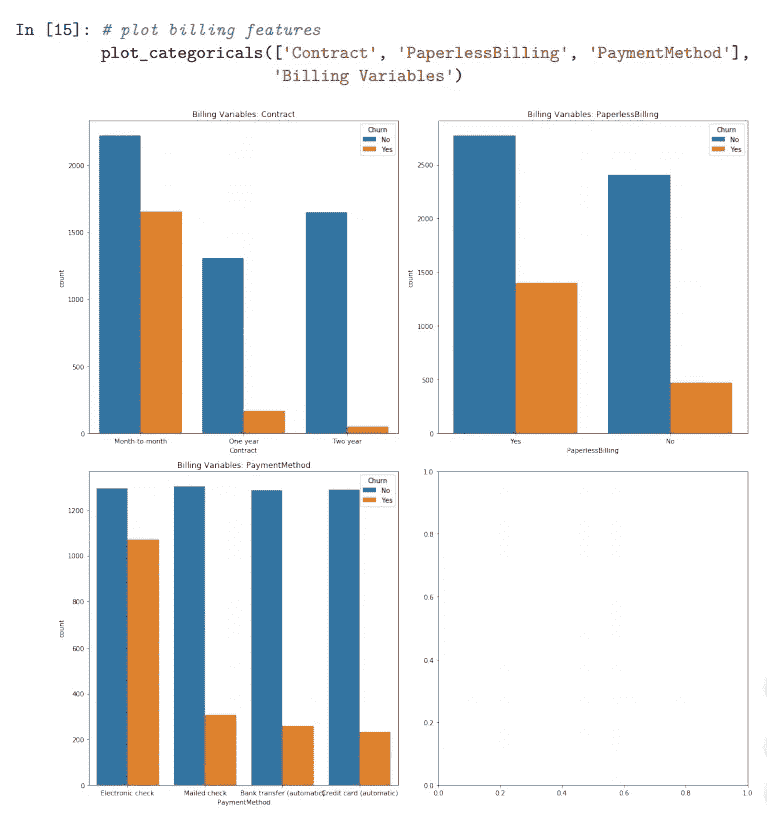 In [15]: # plot billing features
plot_categoricals(['Contract', 'PaperlessBilling', 'PaymentMethod'],
'Billing Variables')
Billing Variables: Contract
Churn
No
Yes
2000
1500
1000
500
0
count
Month-to-month One year Two year
Contract
Billing Variables: PaperlessBilling
Churn
No
Yes
2500
2000
1500
1000
500
0
count
Yes No
PaperlessBilling
Billing Variables: PaymentMethod
Churn
No
Yes
1200
1000
800
600
400
200
0
count
Electronic check Mailed check Bank transfer (automatic) Credit card (automatic)
PaymentMethod
1.0
0.8
0.6
0.4
0.2
0.0
0.0 0.2 0.4 0.6 0.8 1.0